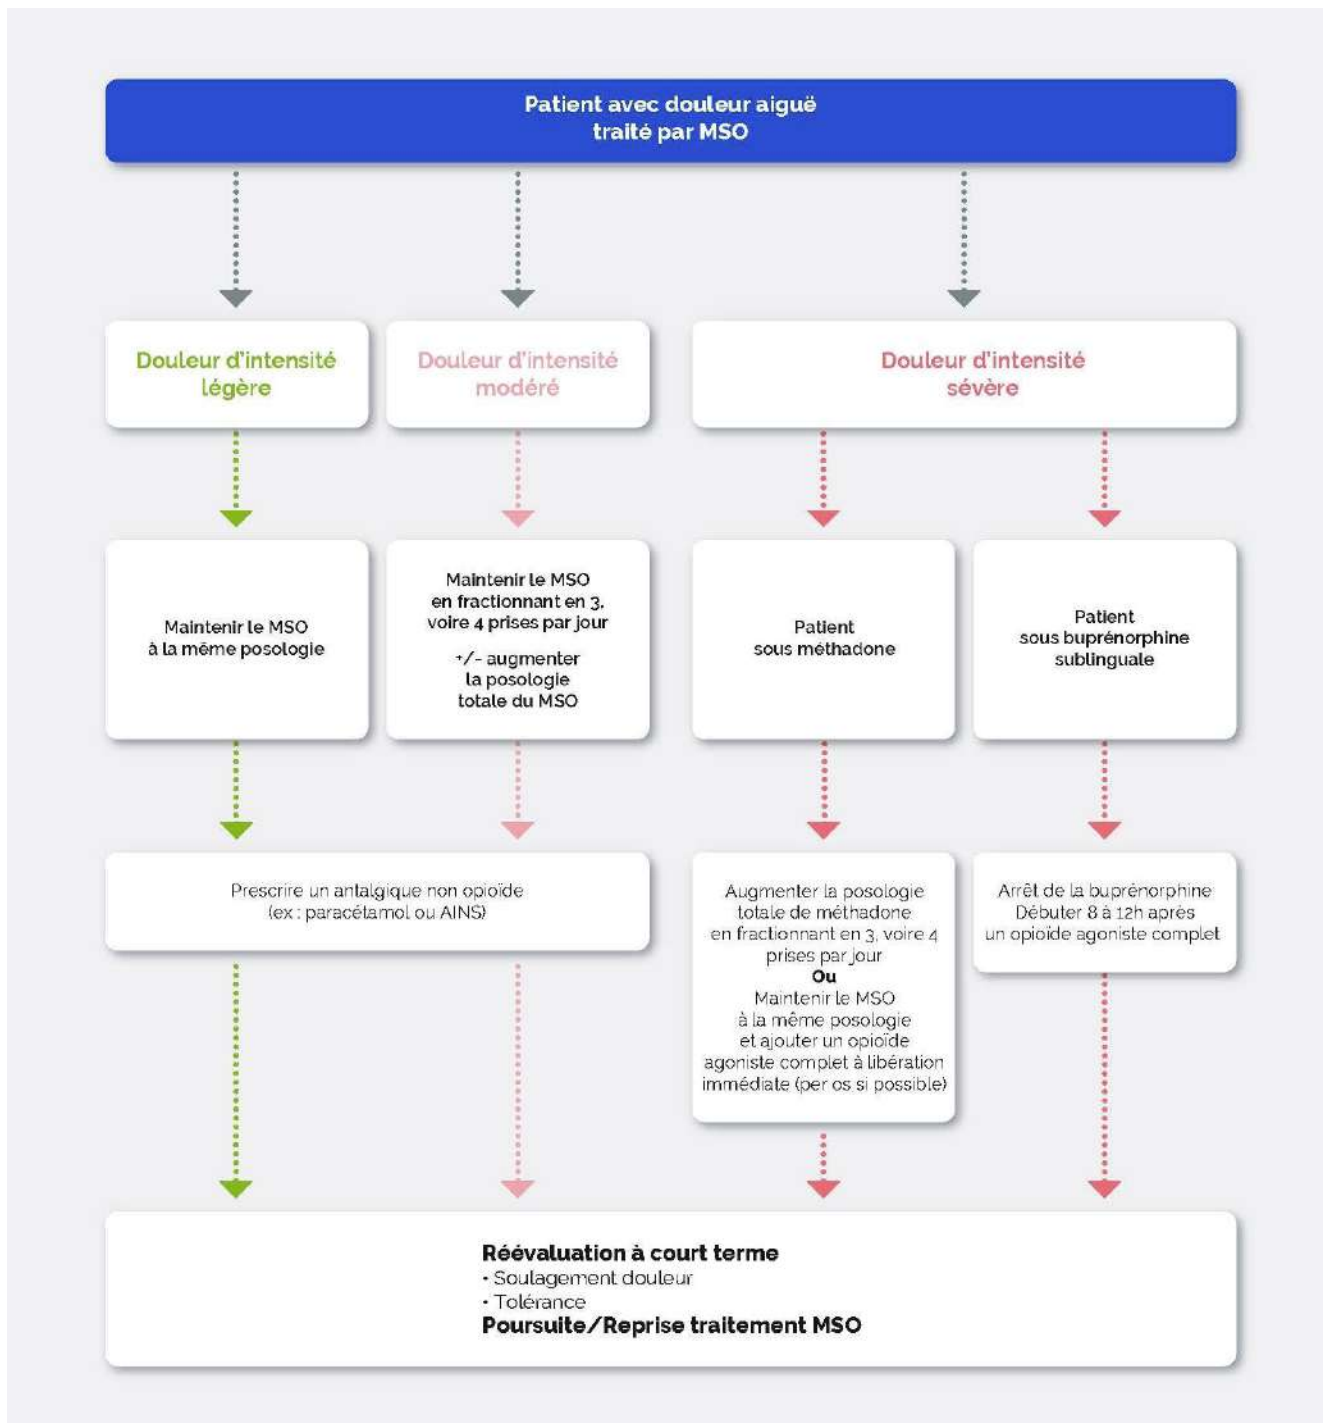 Patient avec douleur aiguë
traité par MSO
Douleur d'intensité
légère
Douleur d'intensité
modéré
Douleur d'intensité
sévère
Maintenir le MSO
à la même posologie
Maintenir le MSO
en fractionnant en 3,
voire 4 prises par jour
+/- augmenter
la posologie
totale du MSO
Patient
sous méthadone
Patient
sous buprénorphine
sublinguale
Prescrire un antalgique non opioïde
(ex : paracétamol ou AINS)
Augmenter la posologie
totale de méthadone
en fractionnant en 3, voire 4
prises par jour
Ou
Maintenir le MSO
à la même posologie
et ajouter un opioïde
agoniste complet à libération
immédiate (per os si possible)
Arrêt de la buprénorphine
Débuter 8 à 12h après
un opioïde agoniste complet
Réévaluation à court terme
• Soulagement douleur
• Tolérance
Poursuite/Reprise traitement MSO